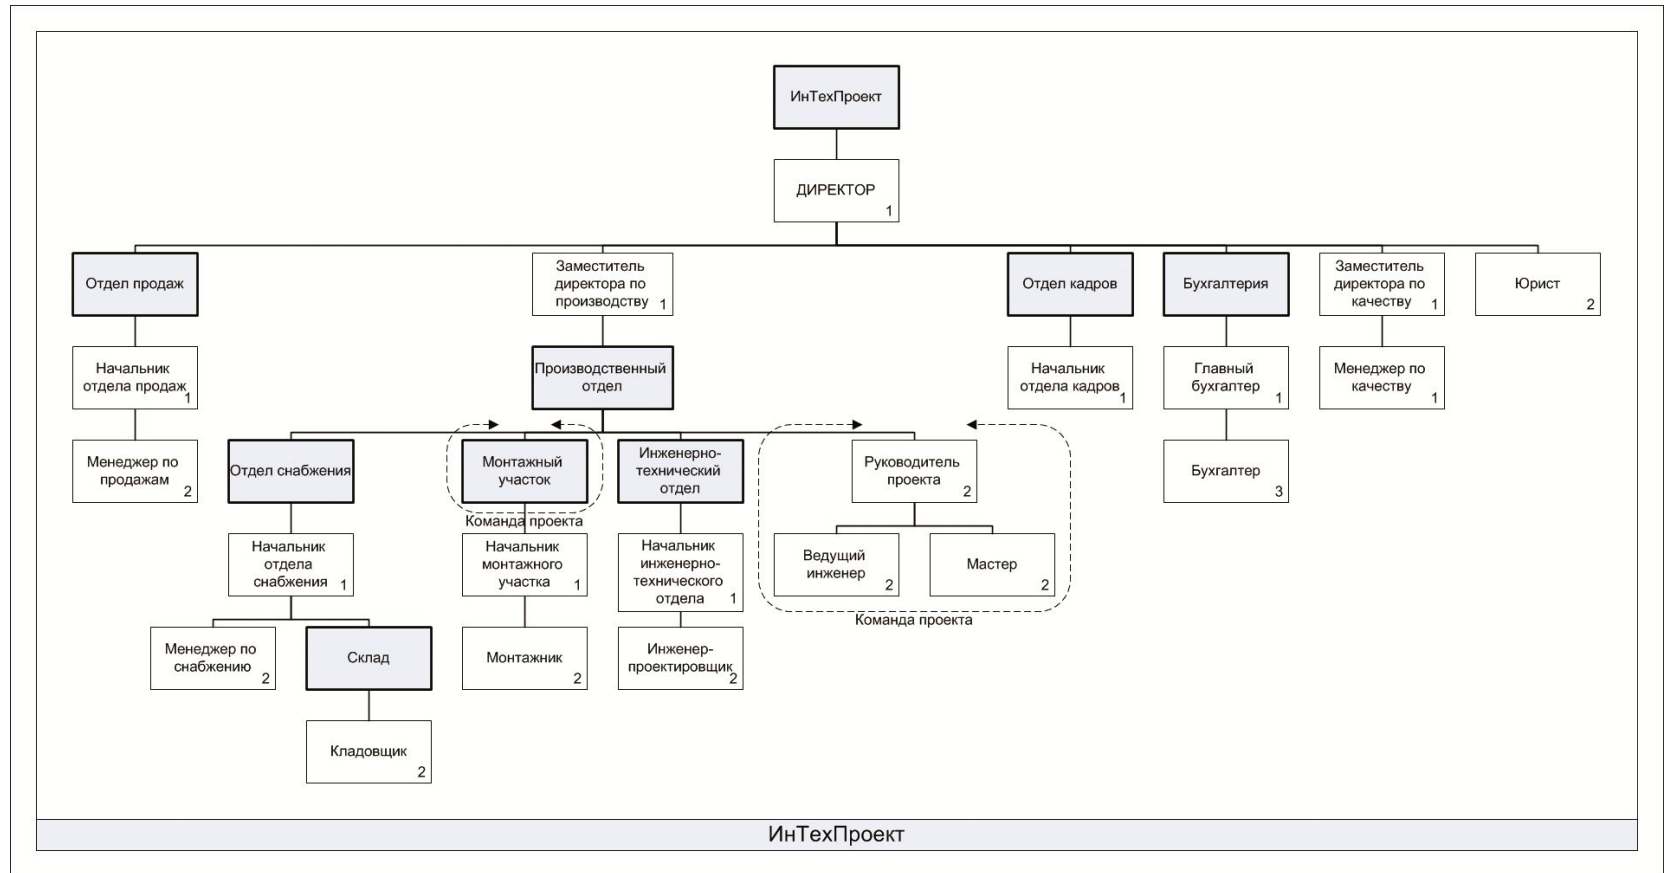 ИнТехПроект
ДИРЕКТОР
1
Отдел продаж
Заместитель
директора по
производству
1
Отдел кадров
Бухгалтерия
Заместитель
директора по
качеству
1
Юрист
2
Начальник
отдела продаж
1
Производственный
отдел
Начальник
отдела кадров
1
Главный
бухгалтер
1
Менеджер по
качеству
1
Менеджер по
продажам
2
Отдел снабжения
Монтажный
участок
Инженерно-
технический
отдел
Руководитель
проекта
2
Бухгалтер
3
Команда проекта
Начальник
отдела
снабжения
1
Начальник
монтажного
участка
1
Начальник
инженерно-
технического
отдела
1
Ведущий
инженер
2
Мастер
2
Команда проекта
Менеджер по
снабжению
2
Склад
Монтажник
2
Инженер-
проектировщик
2
Кладовщик
2
ИнТехПроект